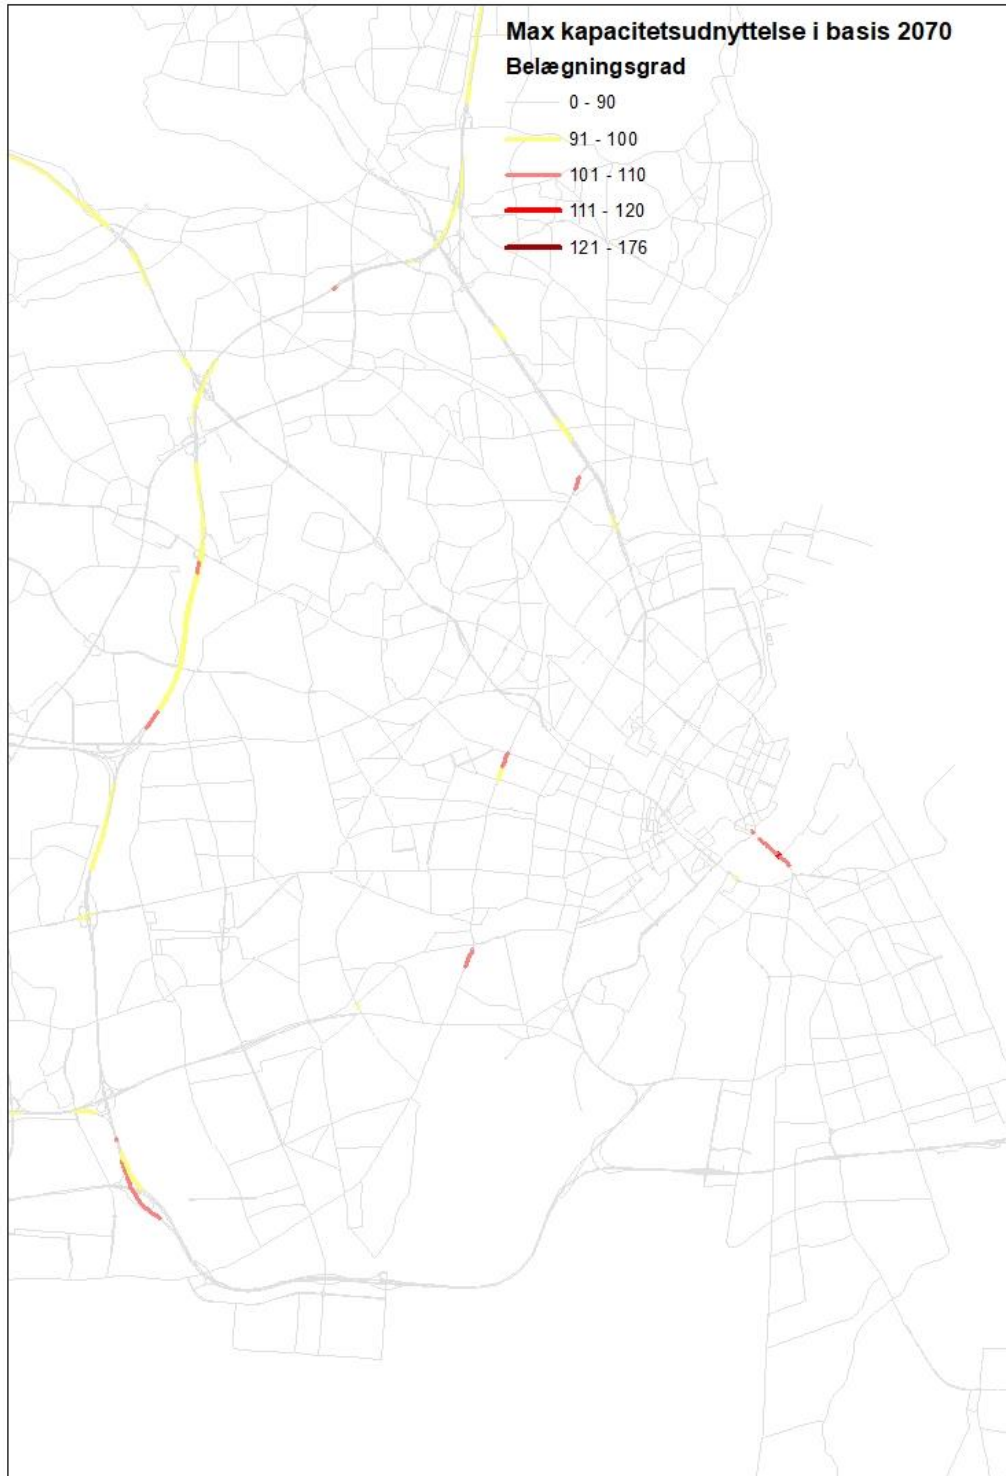 Max kapacitetsudnyttelse i basis 2070
Belægningsgrad
0 - 90
91 - 100
101 - 110
111 - 120
121 - 176